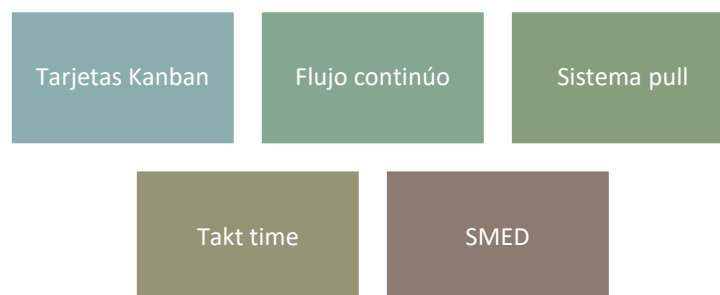 Tarjetas Kanban
Flujo continúo
Sistema pull
Takt time
SMED